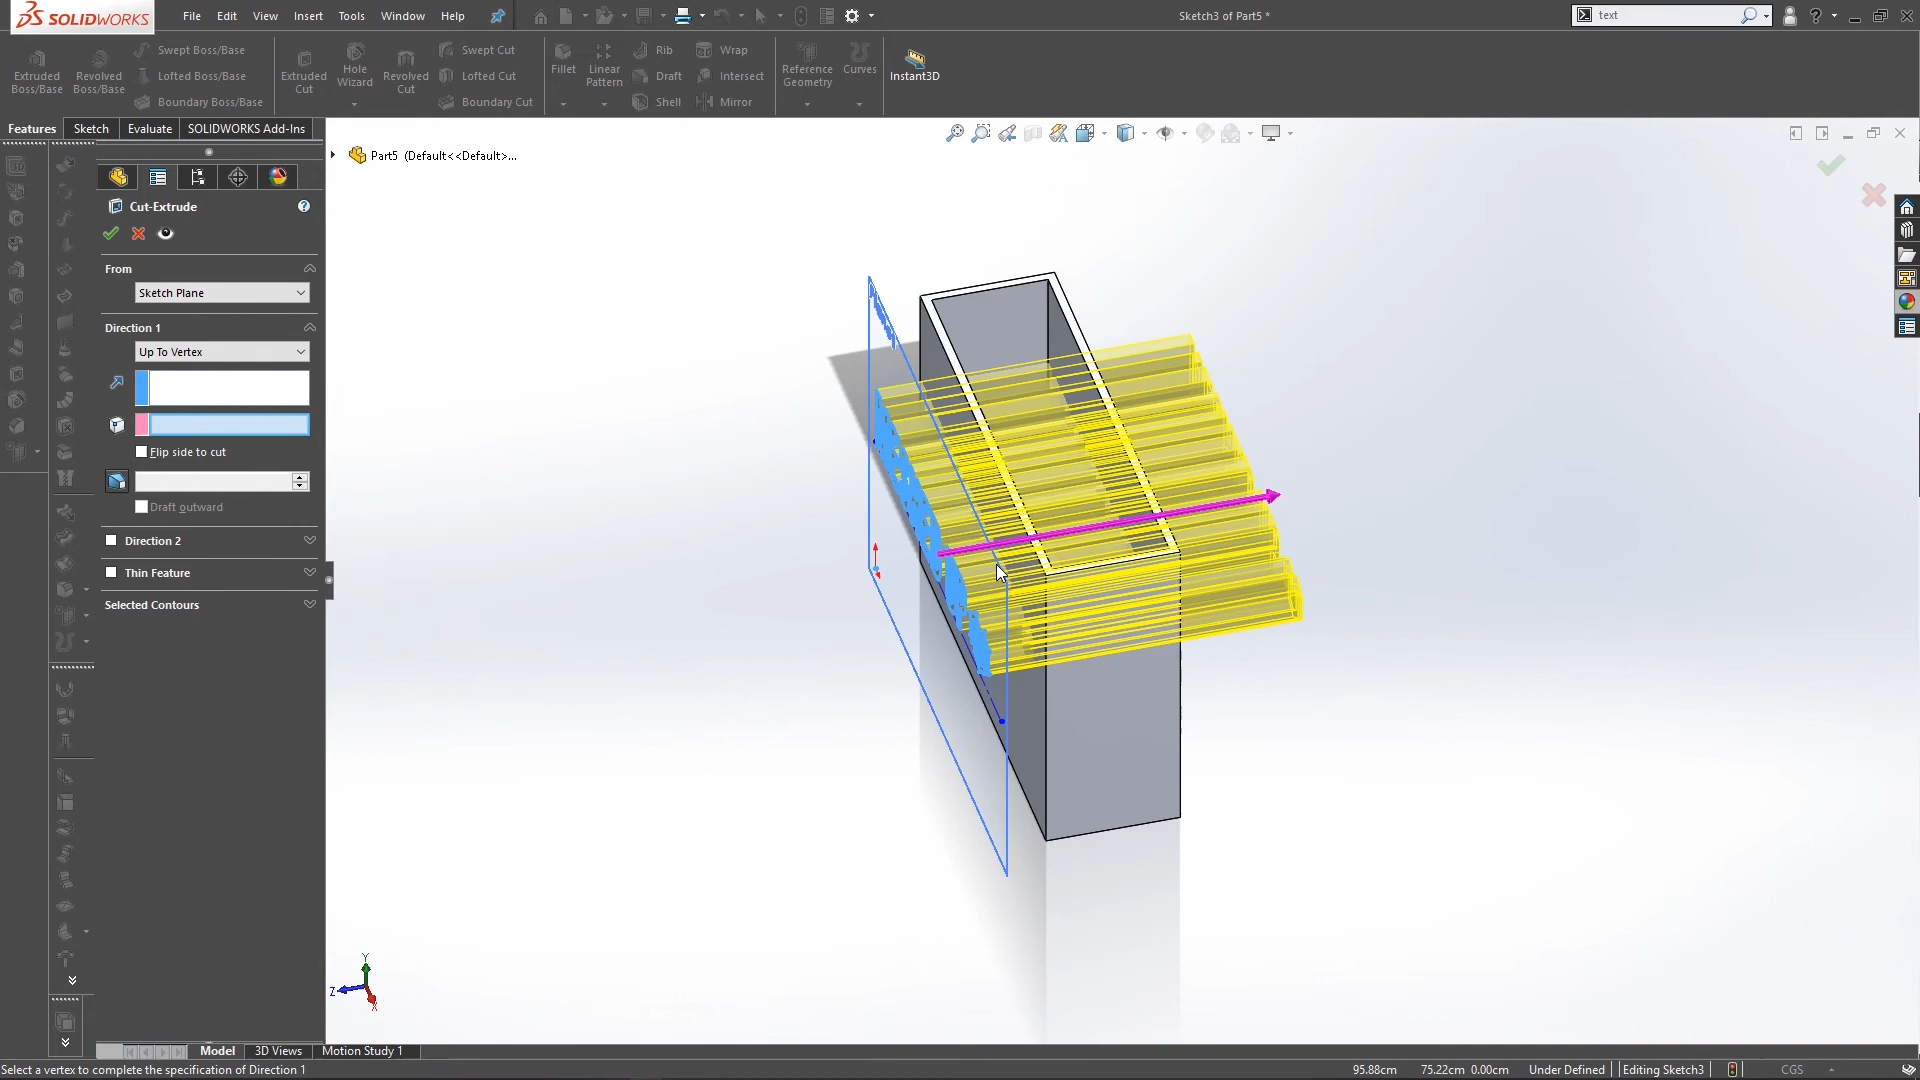 SOLIDWORKS
File Edit View Insert Tools Window Help
Sketch3 of Part5 *
text
Extruded Boss/Base
Revolved Boss/Base
Swept Boss/Base
Lofted Boss/Base
Boundary Boss/Base
Extruded Cut
Hole Wizard
Revolved Cut
Swept Cut
Lofted Cut
Boundary Cut
Fillet
Linear Pattern
Rib
Draft
Shell
Wrap
Intersect
Mirror
Reference Geometry
Curves
Instant3D
Features Sketch Evaluate SOLIDWORKS Add-Ins
Part5 (Default<<Default>...
Cut-Extrude
From
Sketch Plane
Direction 1
Up To Vertex
Flip side to cut
Draft outward
Direction 2
Thin Feature
Selected Contours
Y
Z
X
Model 3D Views Motion Study 1
Select a vertex to complete the specification of Direction 1
95.88cm 75.22cm 0.00cm Under Defined Editing Sketch3 CGS